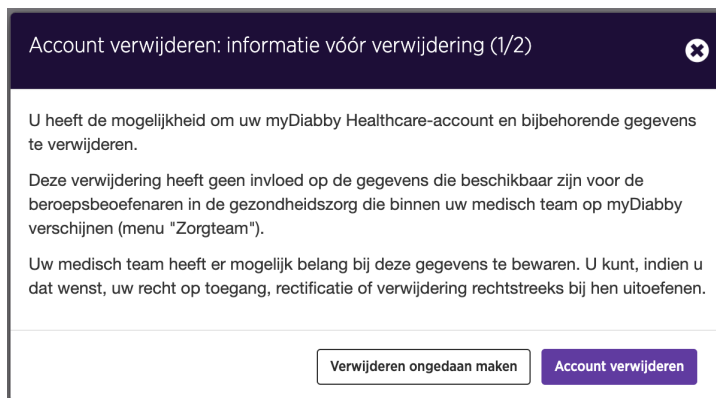 Account verwijderen: informatie vóór verwijdering (1/2)
U heeft de mogelijkheid om uw myDiabby Healthcare-account en bijbehorende gegevens
te verwijderen.
Deze verwijdering heeft geen invloed op de gegevens die beschikbaar zijn voor de
beroepsbeoefenaren in de gezondheidszorg die binnen uw medisch team op myDiabby
verschijnen (menu "Zorgteam").
Uw medisch team heeft er mogelijk belang bij deze gegevens te bewaren. U kunt, indien u
dat wenst, uw recht op toegang, rectificatie of verwijdering rechtstreeks bij hen uitoefenen.
Verwijderen ongedaan maken
Account verwijderen